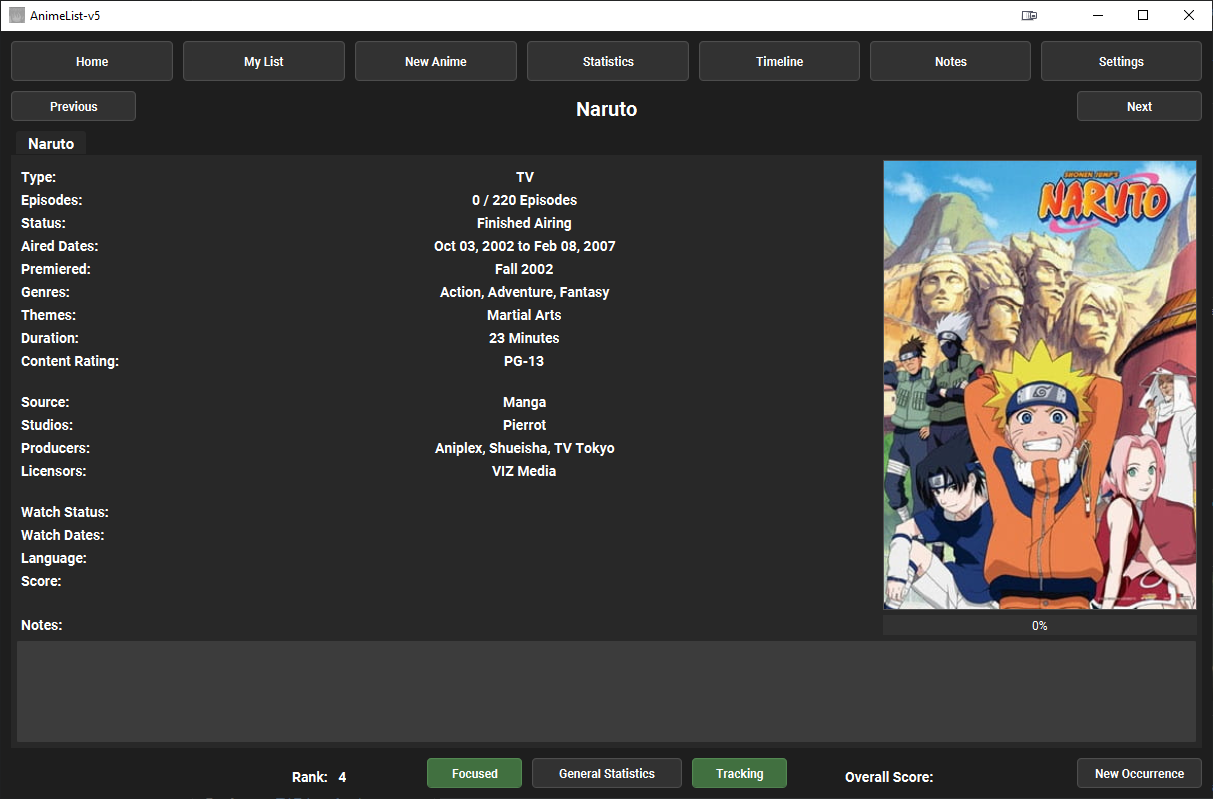 AnimeList-v5
Home My List New Anime Statistics Timeline Notes Settings
Previous Naruto Next
Naruto
Type: TV
Episodes: 0 / 220 Episodes
Status: Finished Airing
Aired Dates: Oct 03, 2002 to Feb 08, 2007
Premiered: Fall 2002
Genres: Action, Adventure, Fantasy
Themes: Martial Arts
Duration: 23 Minutes
Content Rating: PG-13
Source: Manga
Studios: Pierrot
Producers: Aniplex, Shueisha, TV Tokyo
Licensors: VIZ Media
Watch Status:
Watch Dates:
Language:
Score:
Notes:
SHONEN JUMP'S
NARUTO
0%
Rank: 4 Focused General Statistics Tracking Overall Score: New Occurrence